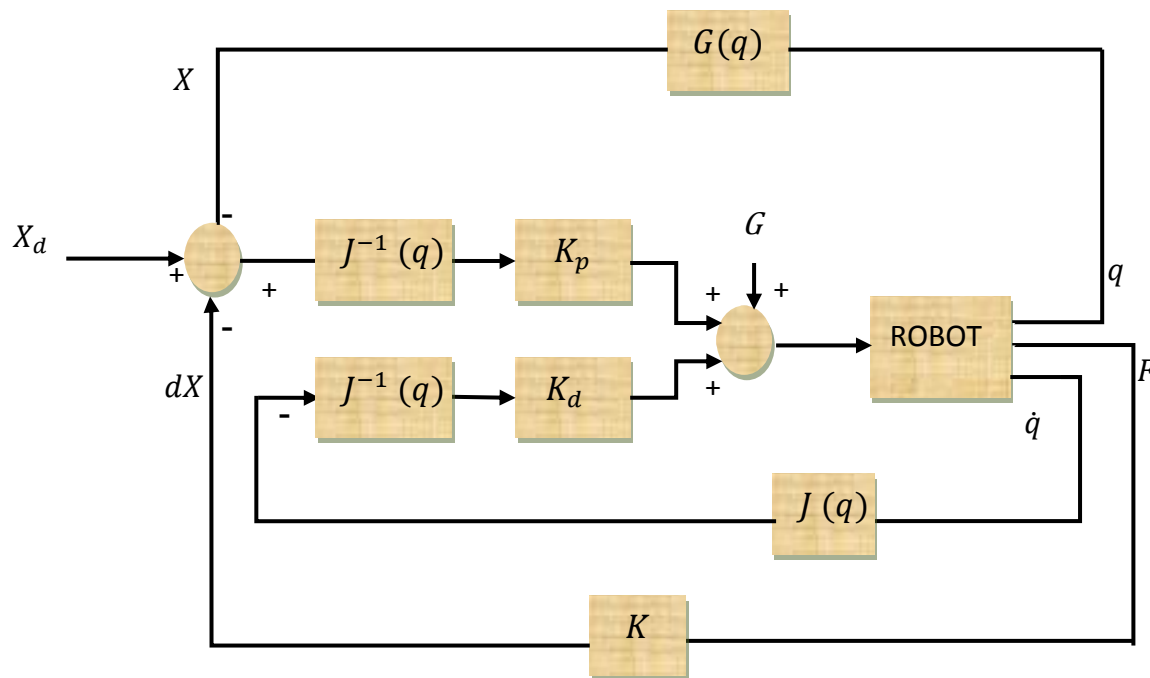 G(q)
X
X_d
-
+
+
J⁻¹ (q)
K_p
G
+
+
q
ROBOT
-
dX
-
J⁻¹ (q)
K_d
+
F
q̇
J (q)
K